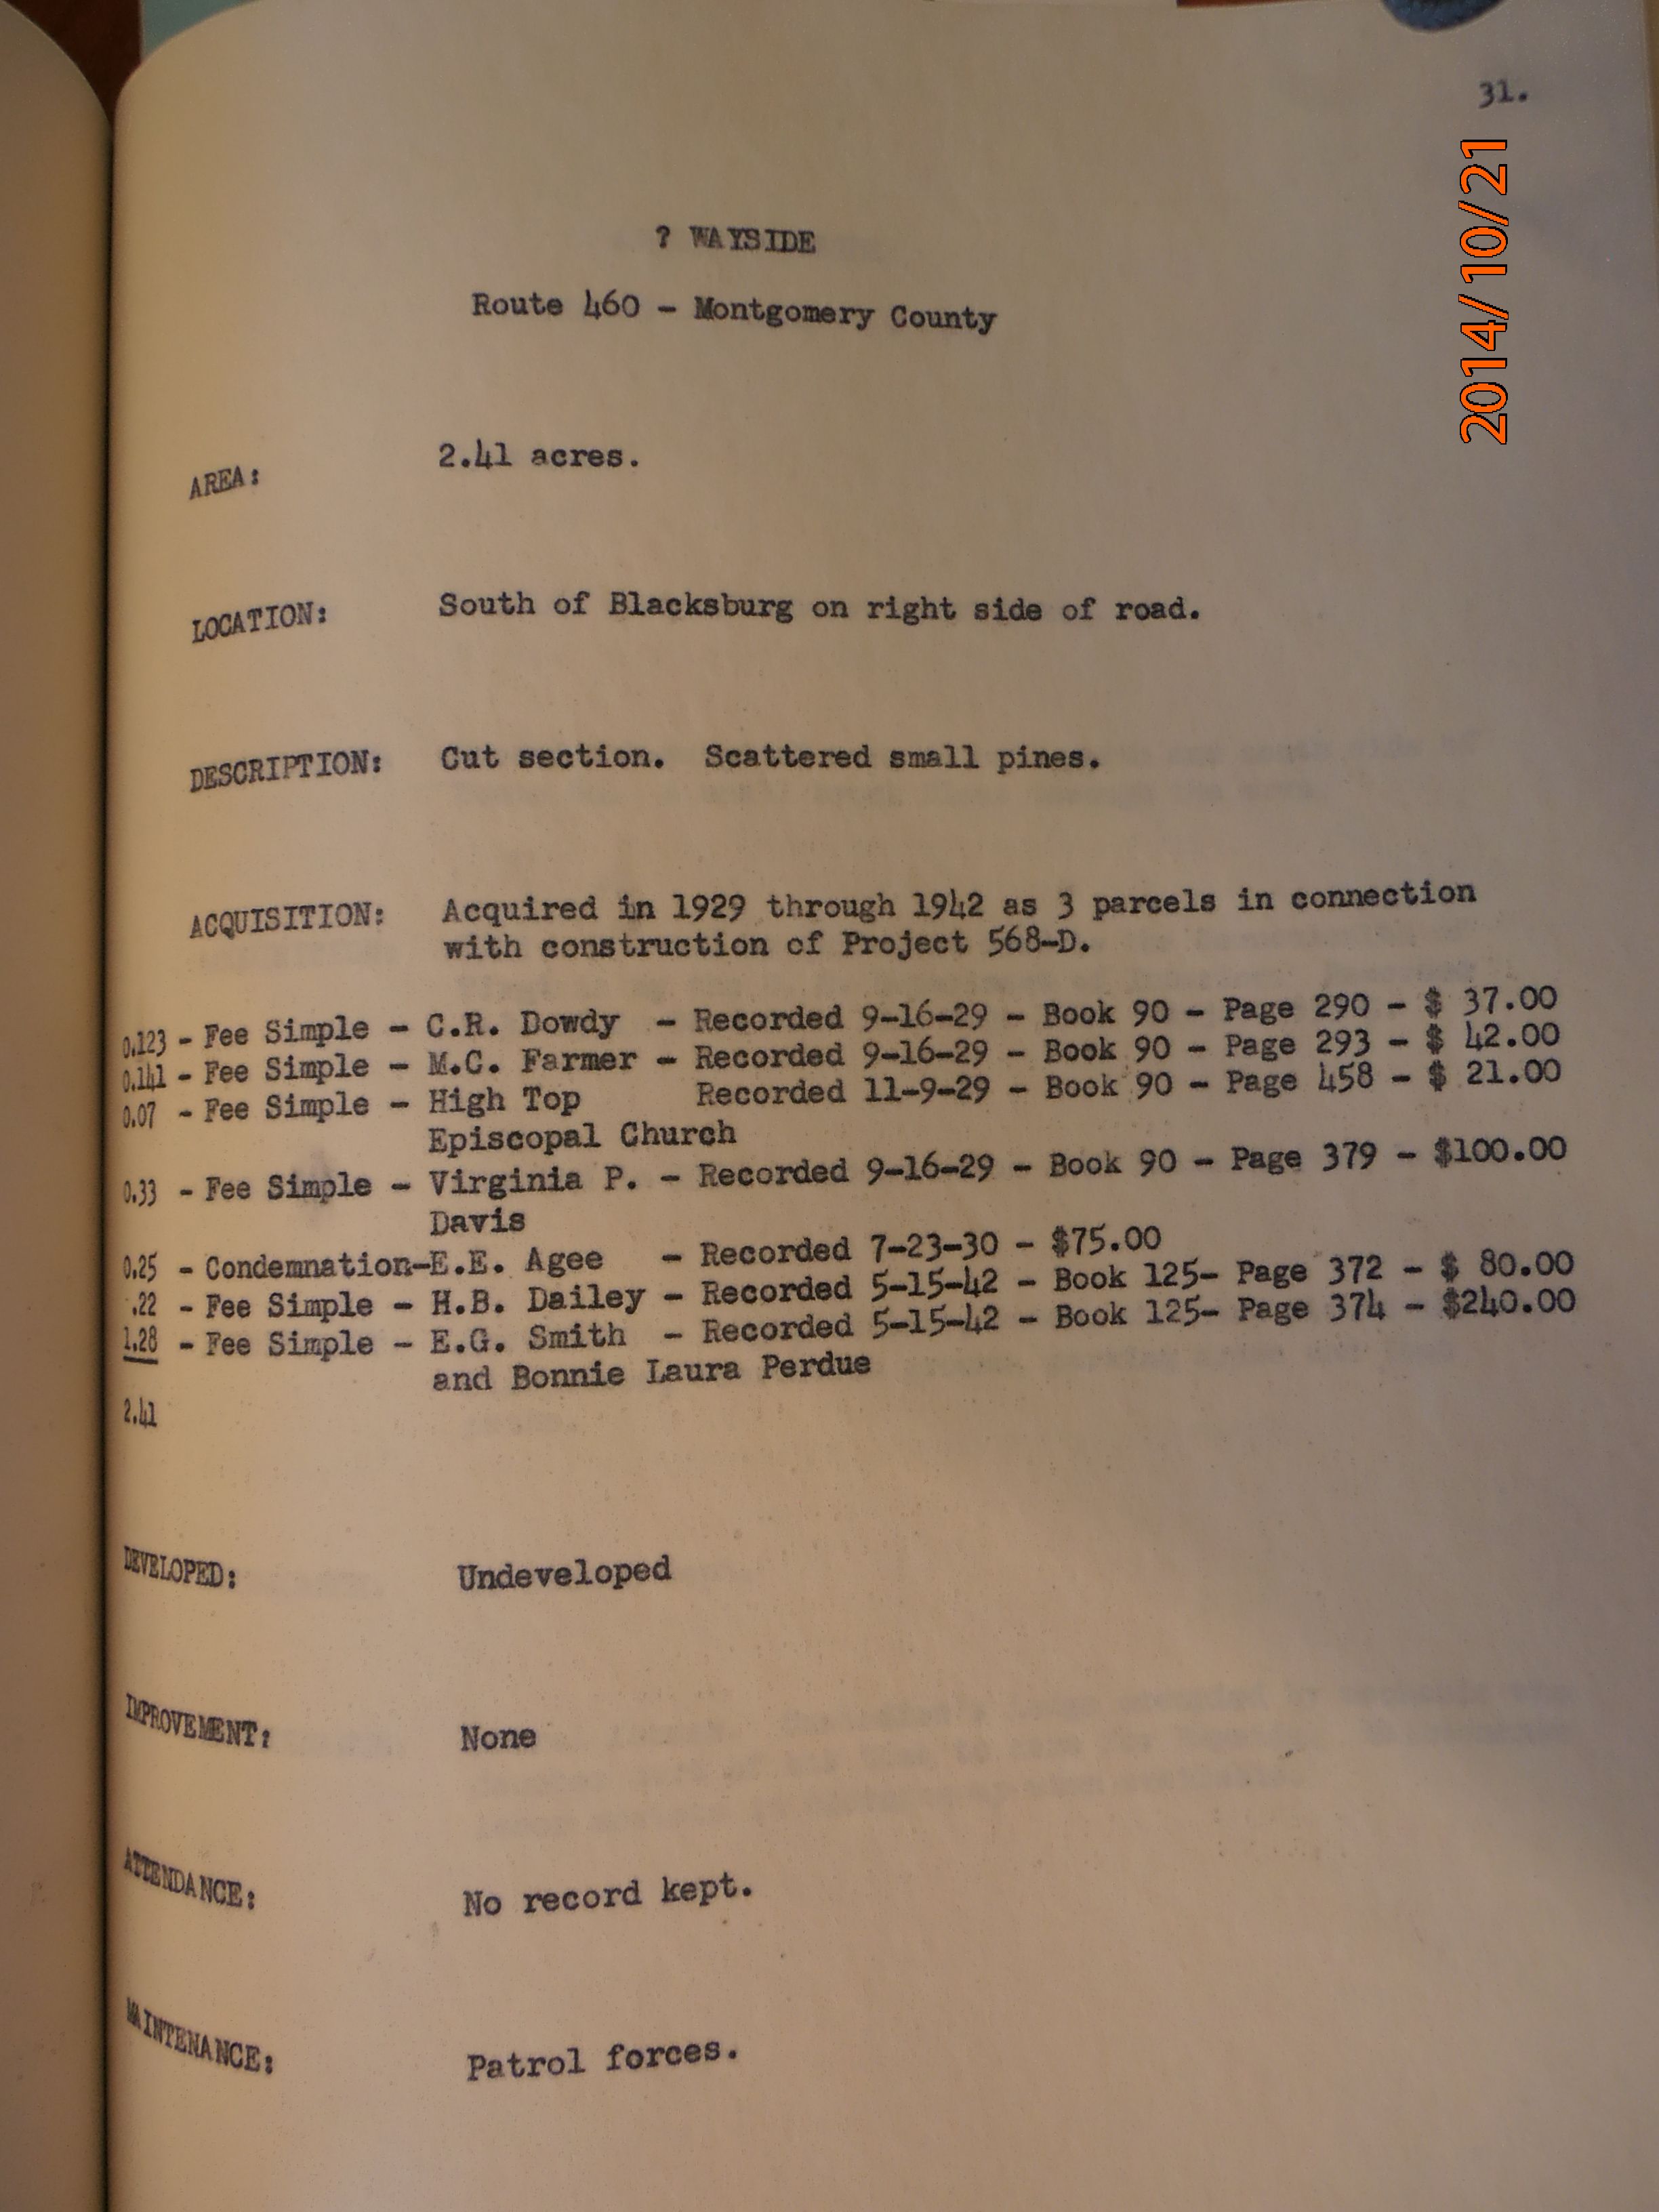 31.
2014/10/21
? WAYSIDE
Route 460 - Montgomery County
AREA: 2.41 acres.
LOCATION: South of Blacksburg on right side of road.
DESCRIPTION: Cut section. Scattered small pines.
ACQUISITION: Acquired in 1929 through 1942 as 3 parcels in connection
with construction of Project 568-D.
0.123 - Fee Simple - C.R. Dowdy - Recorded 9-16-29 - Book 90 - Page 290 - $ 37.00
0.141 - Fee Simple - M.C. Farmer - Recorded 9-16-29 - Book 90 - Page 293 - $ 42.00
0.07 - Fee Simple - High Top Recorded 11-9-29 - Book 90 - Page 458 - $ 21.00
Episcopal Church
0.33 - Fee Simple - Virginia P. - Recorded 9-16-29 - Book 90 - Page 379 - $100.00
Davis
0.25 - Condemnation-E.E. Agee - Recorded 7-23-30 - $75.00
.22 - Fee Simple - H.B. Dailey - Recorded 5-15-42 - Book 125- Page 372 - $ 80.00
1.28 - Fee Simple - E.G. Smith - Recorded 5-15-42 - Book 125- Page 374 - $240.00
and Bonnie Laura Perdue
2.41
DEVELOPED: Undeveloped
IMPROVEMENT: None
ATTENDANCE: No record kept.
MAINTENANCE: Patrol forces.